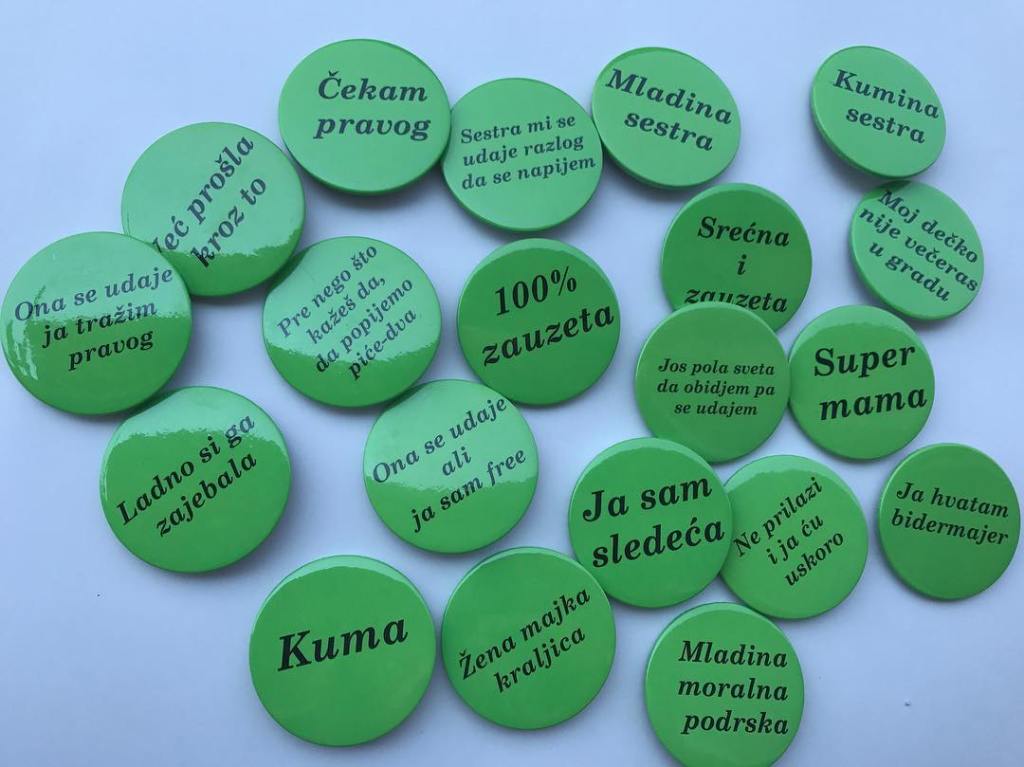 Čekam
pravog
Sestra mi se
udaje razlog
da se napijem
Mladina
sestra
Kumina
sestra
Već prošla
kroz to
Moj dečko
nije večeras
u gradu
Srećna
i
zauzeta
Ona se udaje
ja tražim
pravog
Pre nego što
kažeš da,
da popijemo
piće-dva
100%
zauzeta
Jos pola sveta
da obidjem pa
se udajem
Super
mama
Ladno si ga
zajebala
Ona se udaje
ali
ja sam free
Ja sam
sledeća
Ne prilazi
i ja ću
uskoro
Ja hvatam
bidermajer
Kuma
Žena majka
kraljica
Mladina
moralna
podrska